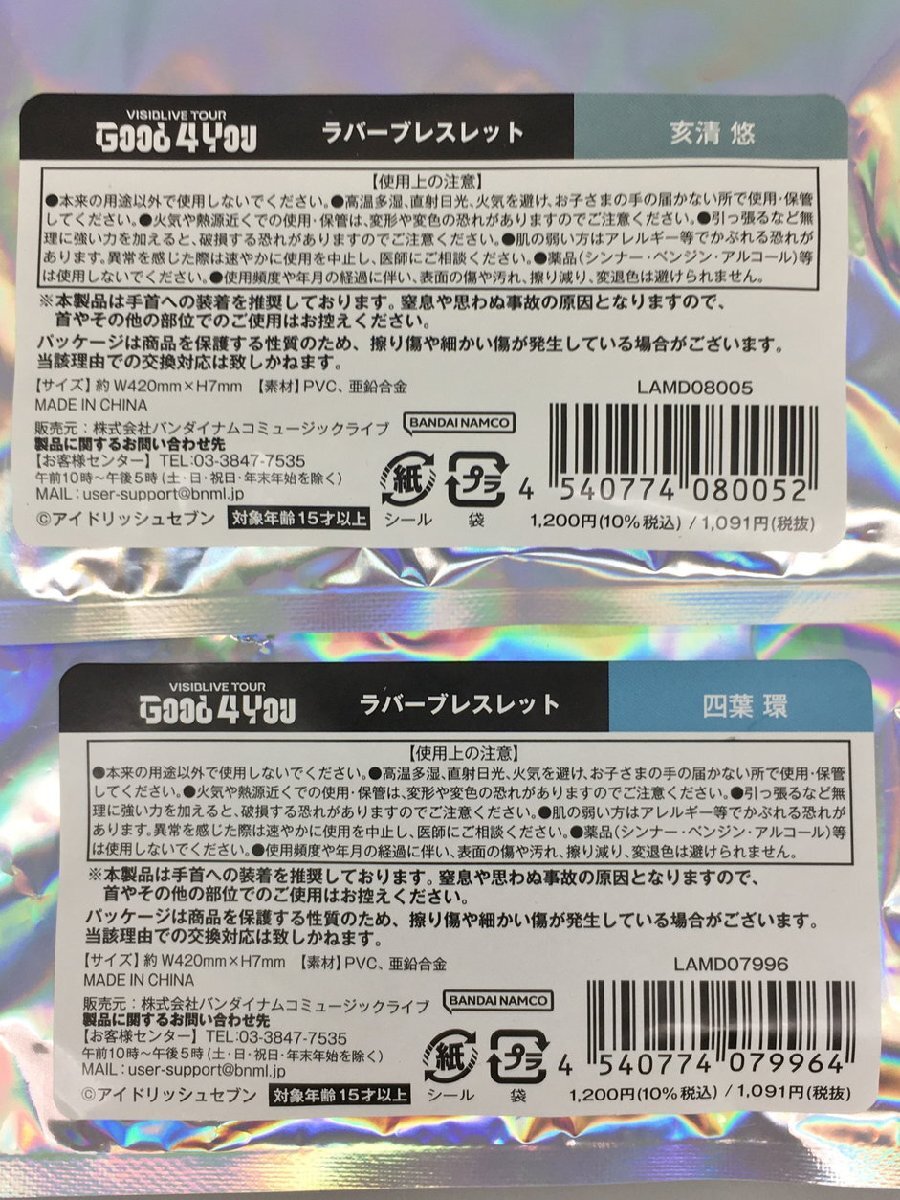 VISIBLIVE TOUR
Good 4 You
ラバーブレスレット
亥清 悠
【使用上の注意】
●本来の用途以外で使用しないでください。●高温多湿、直射日光、火気を避け、お子さまの手の届かない所で使用・保管
してください。●火気や熱源近くでの使用・保管は、変形や変色の恐れがありますのでご注意ください。●引っ張るなど無
理に強い力を加えると、破損する恐れがありますのでご注意ください。●肌の弱い方はアレルギー等でかぶれる恐れが
あります。異常を感じた際は速やかに使用を中止し、医師にご相談ください。●薬品(シンナー・ベンジン・アルコール)等
は使用しないでください。●使用頻度や年月の経過に伴い、表面の傷や汚れ、擦り減り、変退色は避けられません。
※本製品は手首への装着を推奨しております。窒息や思わぬ事故の原因となりますので、
首やその他の部位でのご使用はお控えください。
パッケージは商品を保護する性質のため、擦り傷や細かい傷が発生している場合がございます。
当該理由での交換対応は致しかねます。
【サイズ】約 W420mm×H7mm 【素材】PVC、亜鉛合金
MADE IN CHINA
販売元:株式会社バンダイナムコミュージックライブ
BANDAI NAMCO
製品に関するお問い合わせ先
【お客様センター】 TEL:03-3847-7535
午前10時~午後5時(土・日・祝日・年末年始を除く)
MAIL:user-support@bnml.jp
©アイドリッシュセブン 対象年齢15才以上
紙
シール
プラ
袋
LAMD08005
4 540774 080052
1,200円(10%税込) / 1,091円(税抜)
VISIBLIVE TOUR
Good 4 You
ラバーブレスレット
四葉 環
【使用上の注意】
●本来の用途以外で使用しないでください。●高温多湿、直射日光、火気を避け、お子さまの手の届かない所で使用・保管
してください。●火気や熱源近くでの使用・保管は、変形や変色の恐れがありますのでご注意ください。●引っ張るなど無
理に強い力を加えると、破損する恐れがありますのでご注意ください。●肌の弱い方はアレルギー等でかぶれる恐れが
あります。異常を感じた際は速やかに使用を中止し、医師にご相談ください。●薬品(シンナー・ベンジン・アルコール)等
は使用しないでください。●使用頻度や年月の経過に伴い、表面の傷や汚れ、擦り減り、変退色は避けられません。
※本製品は手首への装着を推奨しております。窒息や思わぬ事故の原因となりますので、
首やその他の部位でのご使用はお控えください。
パッケージは商品を保護する性質のため、擦り傷や細かい傷が発生している場合がございます。
当該理由での交換対応は致しかねます。
【サイズ】約 W420mm×H7mm 【素材】PVC、亜鉛合金
MADE IN CHINA
販売元:株式会社バンダイナムコミュージックライブ
BANDAI NAMCO
製品に関するお問い合わせ先
【お客様センター】 TEL:03-3847-7535
午前10時~午後5時(土・日・祝日・年末年始を除く)
MAIL:user-support@bnml.jp
©アイドリッシュセブン 対象年齢15才以上
紙
シール
プラ
袋
LAMD07996
4 540774 079964
1,200円(10%税込) / 1,091円(税抜)